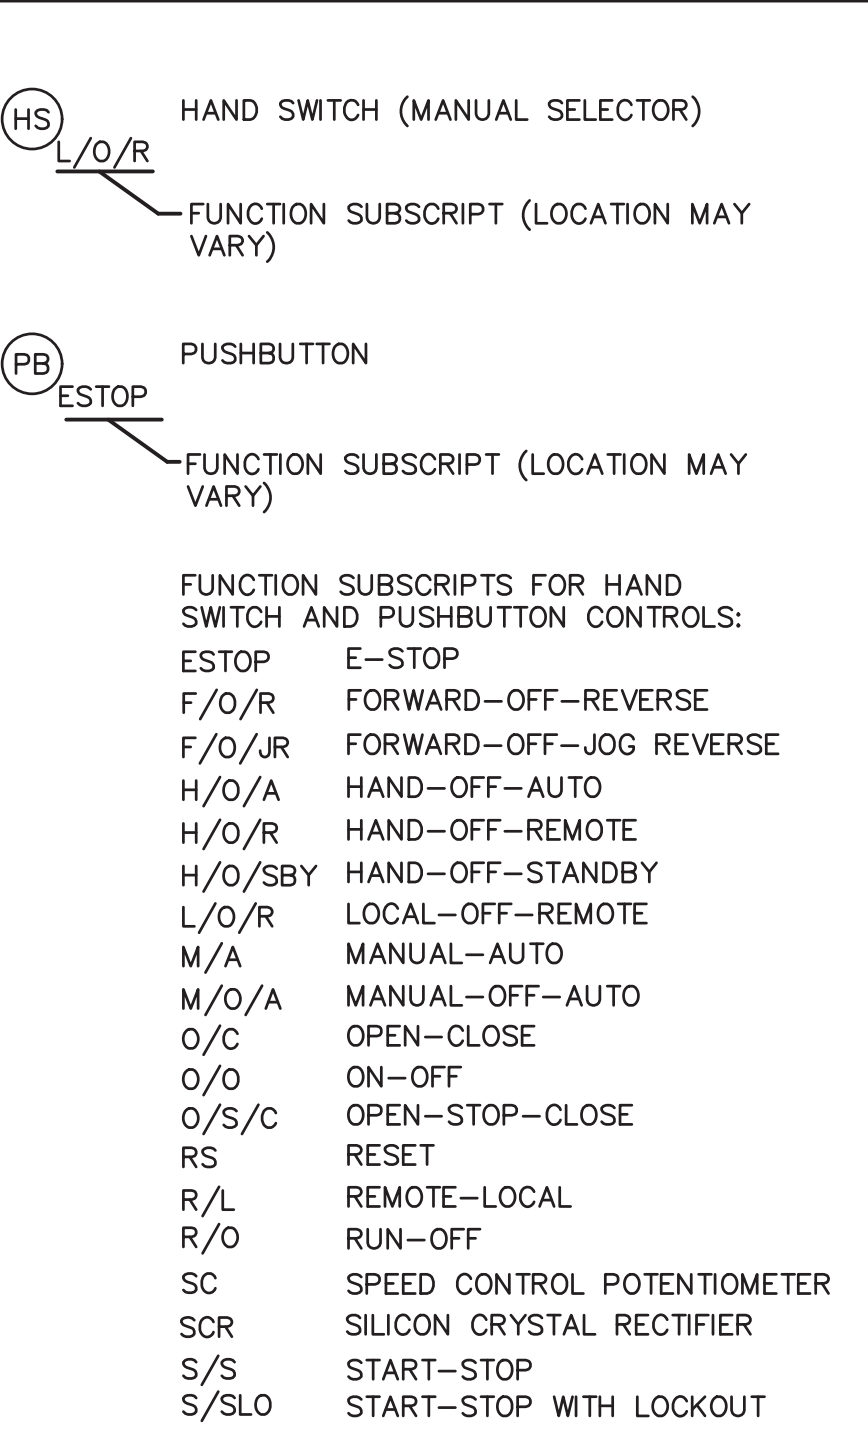 HS
HAND SWITCH (MANUAL SELECTOR)
L/O/R
FUNCTION SUBSCRIPT (LOCATION MAY
VARY)
PB
PUSHBUTTON
ESTOP
FUNCTION SUBSCRIPT (LOCATION MAY
VARY)
FUNCTION SUBSCRIPTS FOR HAND
SWITCH AND PUSHBUTTON CONTROLS:
ESTOP E-STOP
F/O/R FORWARD-OFF-REVERSE
F/O/JR FORWARD-OFF-JOG REVERSE
H/O/A HAND-OFF-AUTO
H/O/R HAND-OFF-REMOTE
H/O/SBY HAND-OFF-STANDBY
L/O/R LOCAL-OFF-REMOTE
M/A MANUAL-AUTO
M/O/A MANUAL-OFF-AUTO
O/C OPEN-CLOSE
O/O ON-OFF
O/S/C OPEN-STOP-CLOSE
RS RESET
R/L REMOTE-LOCAL
R/O RUN-OFF
SC SPEED CONTROL POTENTIOMETER
SCR SILICON CRYSTAL RECTIFIER
S/S START-STOP
S/SLO START-STOP WITH LOCKOUT